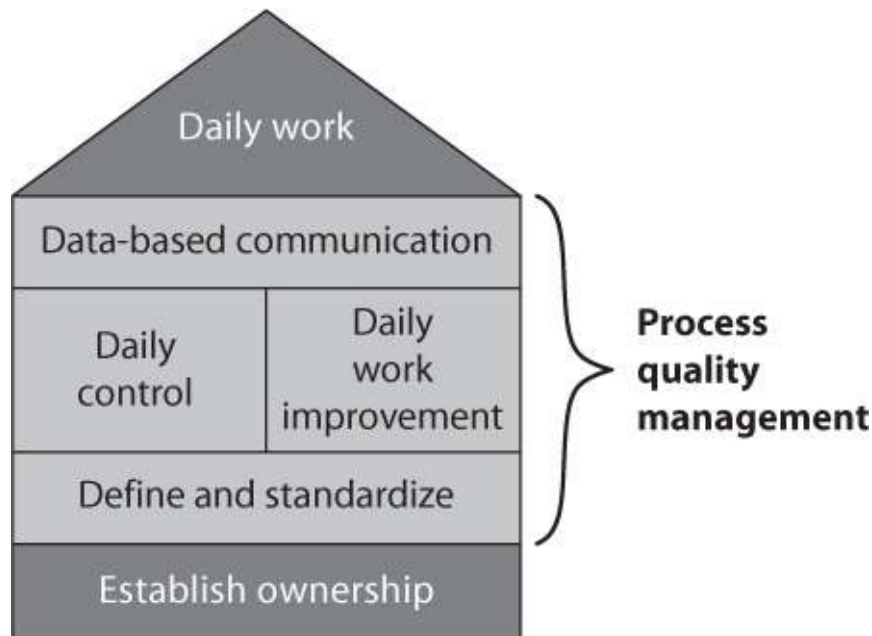 Daily work
Data-based communication
Daily
control
Daily
work
improvement
Process
quality
management
Define and standardize
Establish ownership